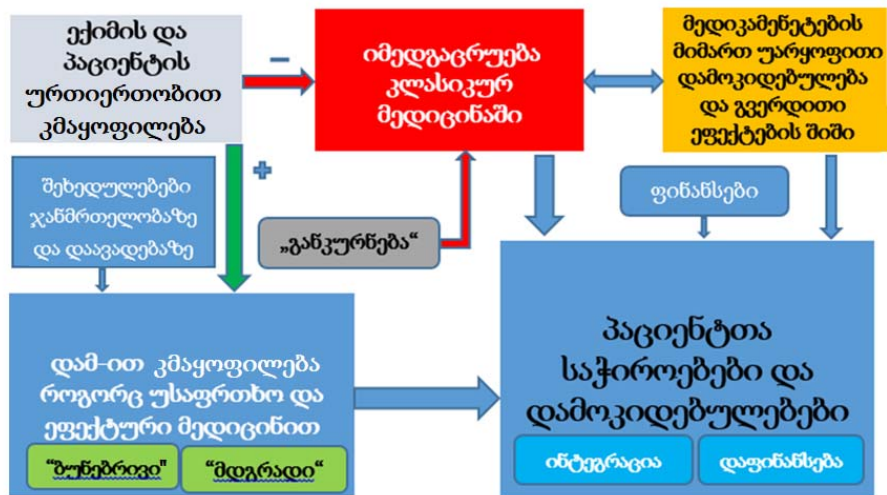 ექიმის და
პაციენტის
ურთიერთობით
კმაყოფილება
–
იმედგაცრუება
კლასიკურ
მედიცინაში
მედიკამენეტების
მიმართ უარყოფითი
დამოკიდებულება
და გვერდითი
ეფექტების შიში
+
შეხედულებები
ჯანმრთელობაზე
და დაავადებაზე
„განკურნება“
ფინანსები
დამ-ით კმაყოფილება
როგორც უსაფრთხო და
ეფექტური მედიცინით
“ბუნებრივი"
“მდგრადი“
პაციენტთა
საჭიროებები და
დამოკიდებულებები
ინტეგრაცია
დაფინანსება